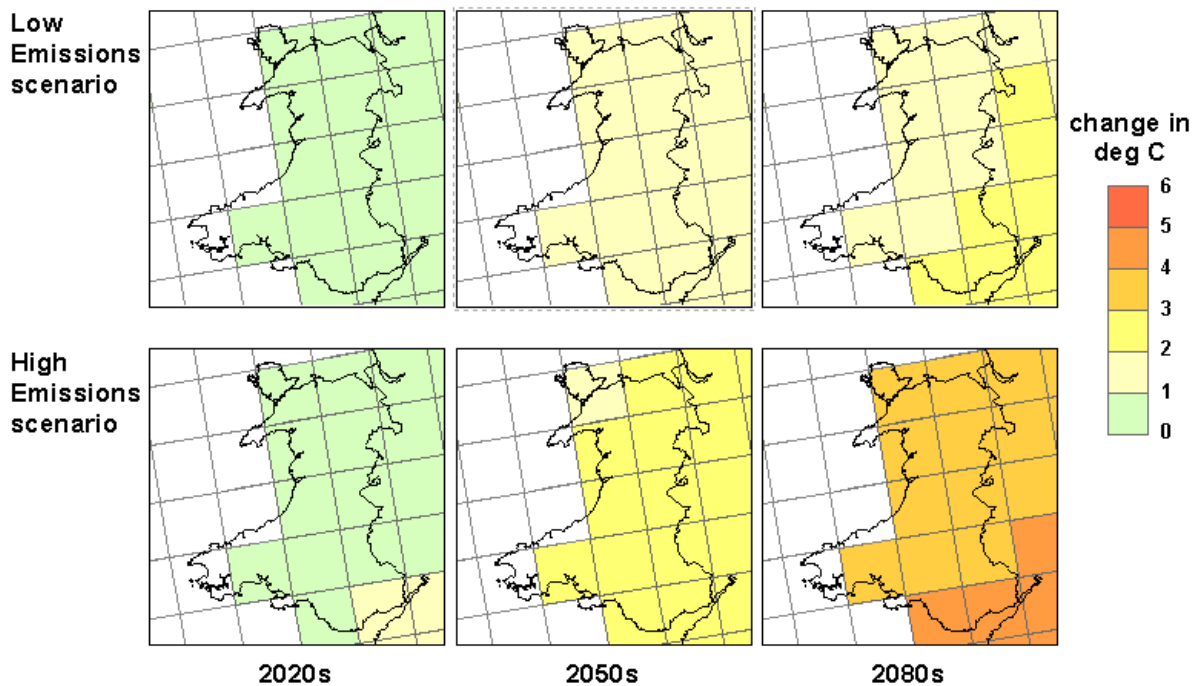 Low
Emissions
scenario
change in
deg C
6
5
4
3
2
1
0
High
Emissions
scenario
2020s
2050s
2080s